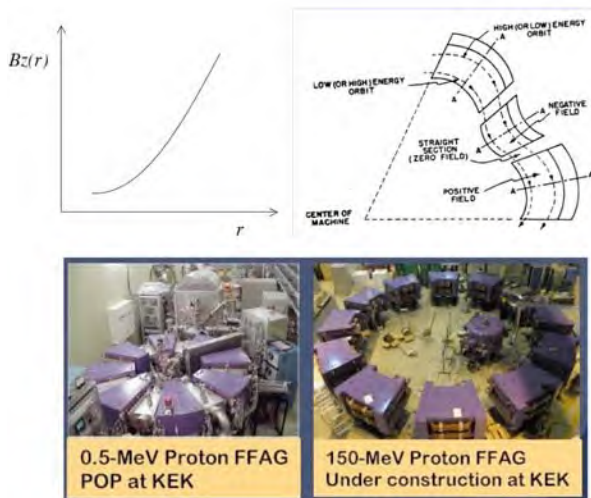 Bz(r)
r
HIGH (OR LOW) ENERGY
ORBIT
A
LOW (OR HIGH) ENERGY
ORBIT
A
NEGATIVE
FIELD
A
STRAIGHT
SECTION
(ZERO FIELD)
A
POSITIVE
FIELD
A
A
CENTER OF
MACHINE
0.5-MeV Proton FFAG
POP at KEK
150-MeV Proton FFAG
Under construction at KEK